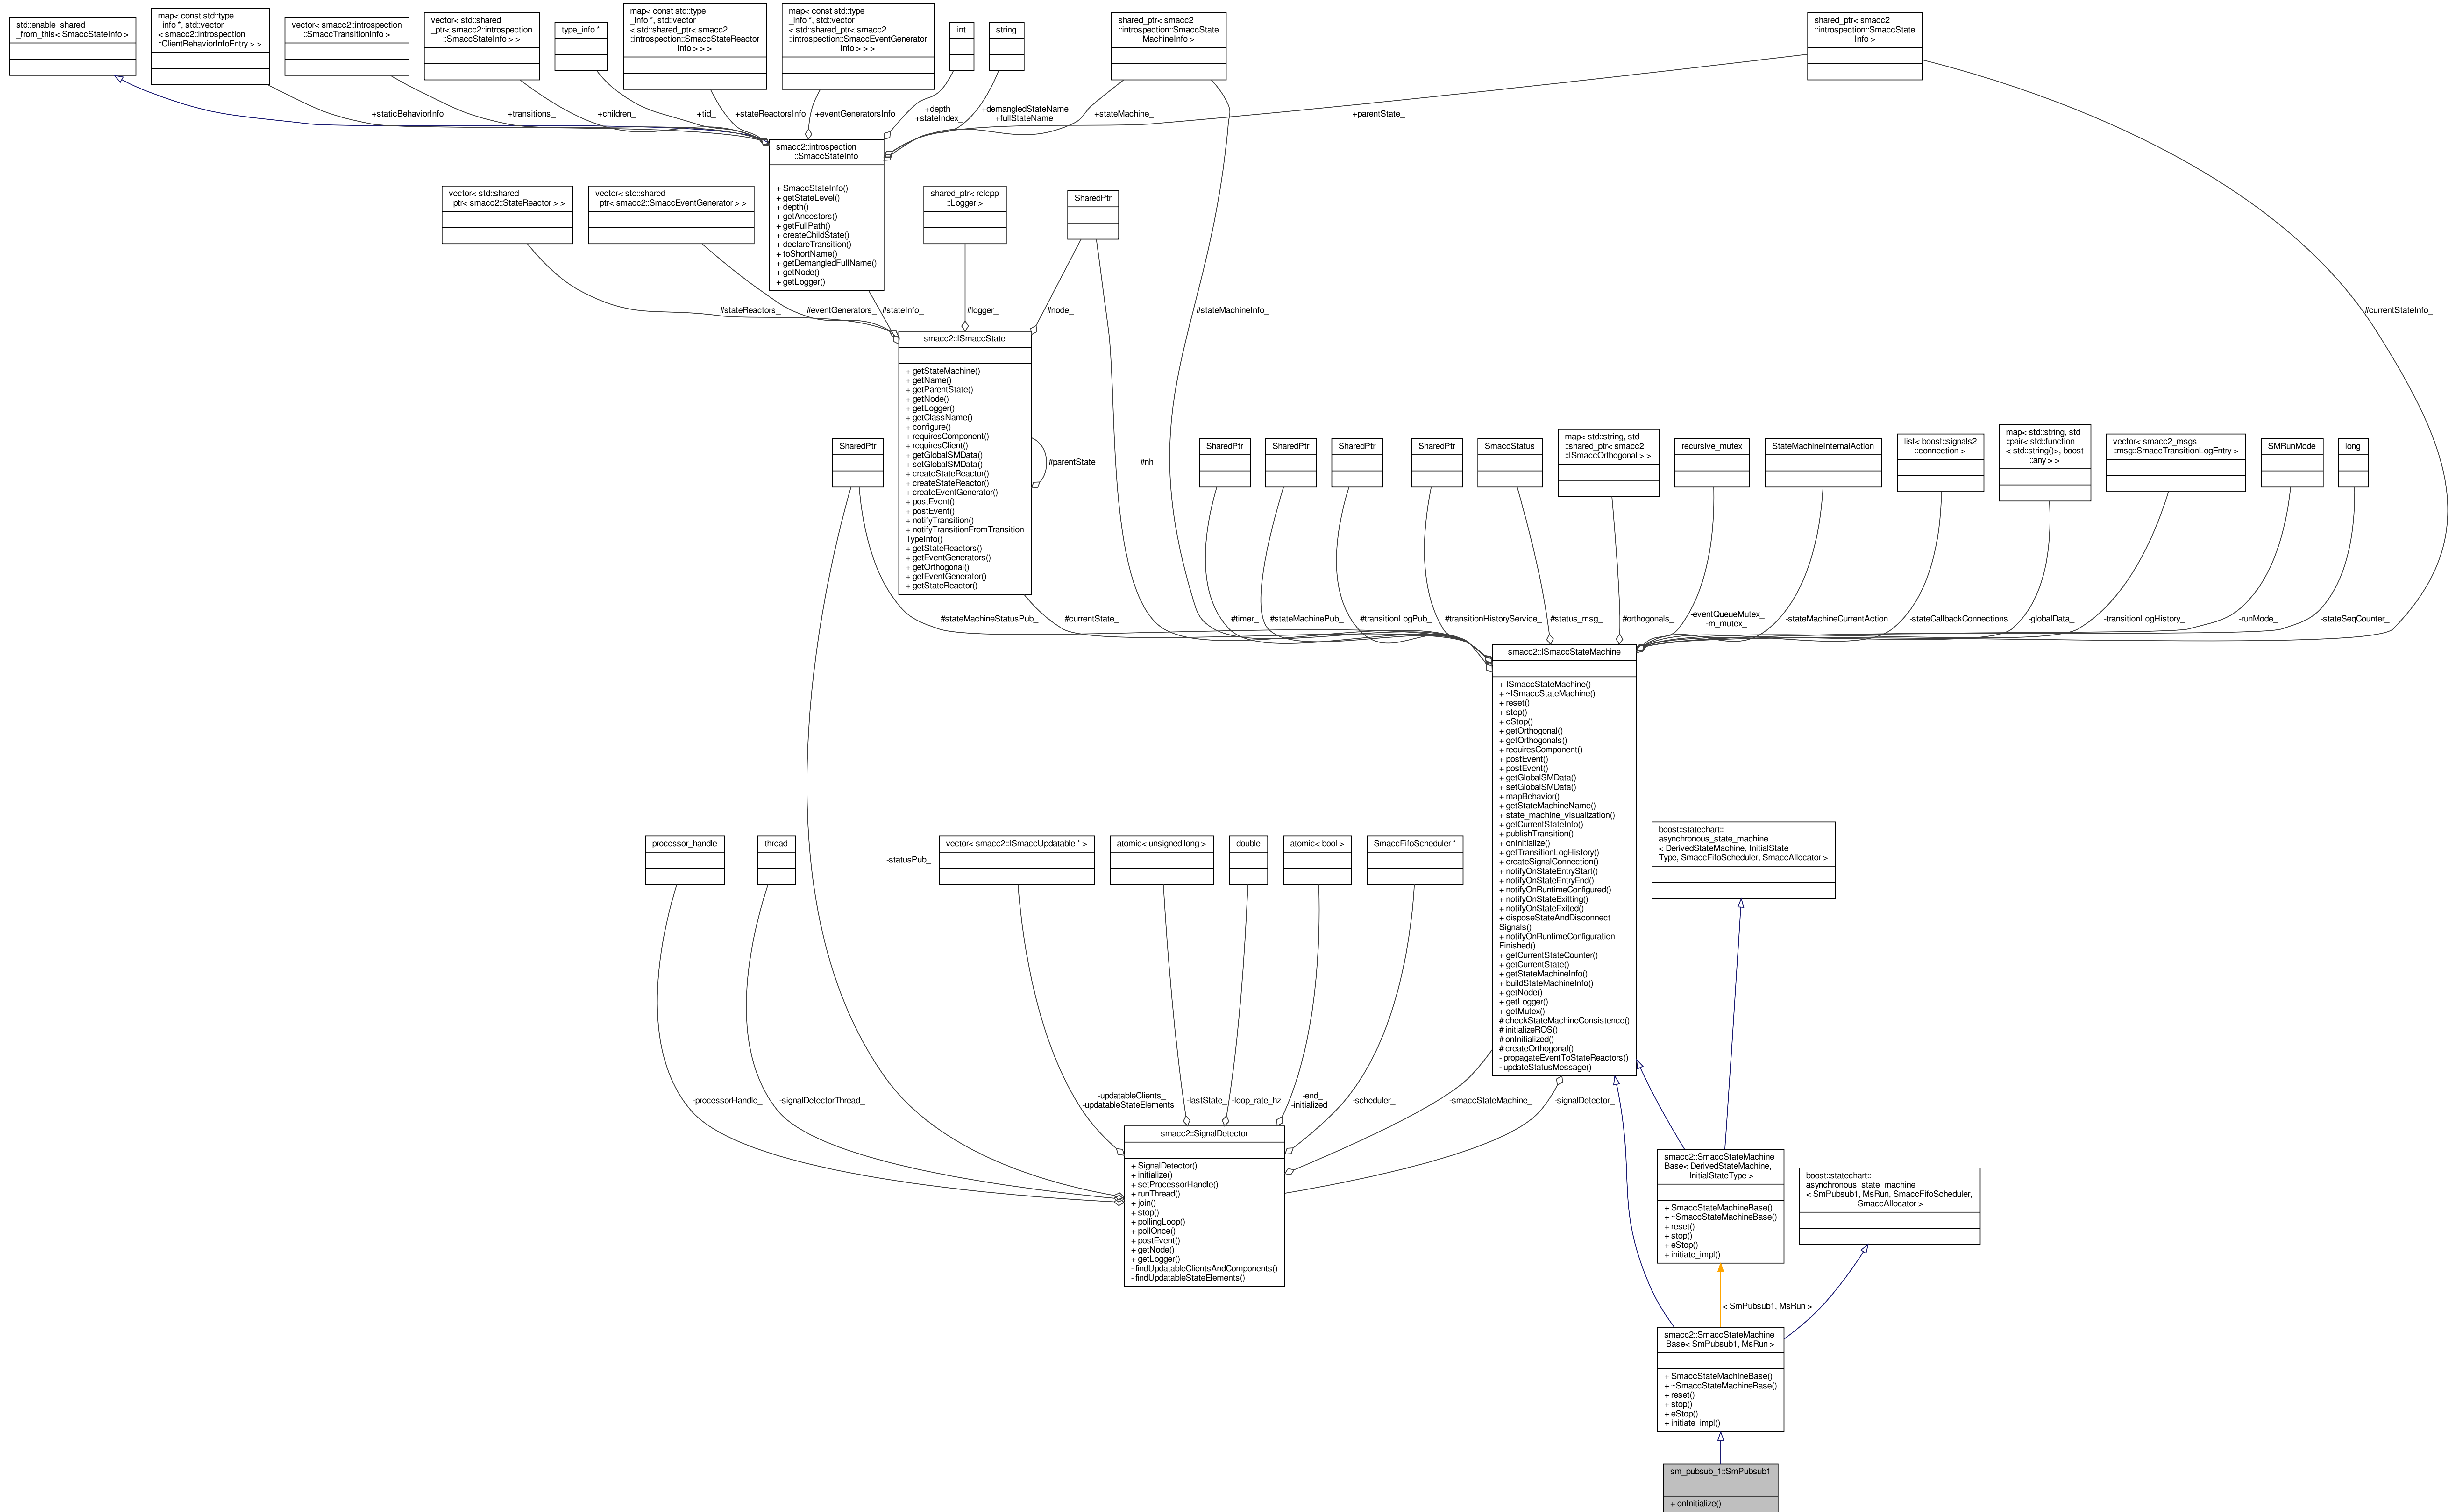 std::enable_shared
_from_this< SmaccStateInfo >
map< const std::type
_info *, std::vector
< smacc2::introspection
::ClientBehaviorInfoEntry > >
vector< smacc2::introspection
::SmaccTransitionInfo >
vector< std::shared
_ptr< smacc2::introspection
::SmaccStateInfo > >
type_info *
map< const std::type
_info *, std::vector
< std::shared_ptr< smacc2
::introspection::SmaccStateReactor
Info > > >
map< const std::type
_info *, std::vector
< std::shared_ptr< smacc2
::introspection::SmaccEventGenerator
Info > > >
int
string
shared_ptr< smacc2
::introspection::SmaccState
MachineInfo >
shared_ptr< smacc2
::introspection::SmaccState
Info >
+staticBehaviorInfo
+transitions_
+children_
+tid_
+stateReactorsInfo
+eventGeneratorsInfo
+depth_
+stateIndex_
+demangledStateName
+fullStateName
+stateMachine_
+parentState_
smacc2::introspection
::SmaccStateInfo
+ SmaccStateInfo()
+ getStateLevel()
+ depth()
+ getAncestors()
+ getFullPath()
+ createChildState()
+ declareTransition()
+ toShortName()
+ getDemangledFullName()
+ getNode()
+ getLogger()
vector< std::shared
_ptr< smacc2::StateReactor > >
vector< std::shared
_ptr< smacc2::SmaccEventGenerator > >
shared_ptr< rclcpp
::Logger >
SharedPtr
#stateReactors_
#eventGenerators_
#stateInfo_
#logger_
#node_
#stateMachineInfo_
#currentStateInfo_
smacc2::ISmaccState
+ getStateMachine()
+ getName()
+ getParentState()
+ getNode()
+ getLogger()
+ getClassName()
+ configure()
+ requiresComponent()
+ requiresClient()
+ getGlobalSMData()
+ setGlobalSMData()
+ createStateReactor()
+ createStateReactor()
+ createEventGenerator()
+ postEvent()
+ postEvent()
+ notifyTransition()
+ notifyTransitionFromTransition
TypeInfo()
+ getStateReactors()
+ getEventGenerators()
+ getOrthogonal()
+ getEventGenerator()
+ getStateReactor()
#parentState_
#nh_
SharedPtr
SharedPtr
SharedPtr
SharedPtr
SharedPtr
SmaccStatus
map< std::string, std
::shared_ptr< smacc2
::ISmaccOrthogonal > >
recursive_mutex
StateMachineInternalAction
list< boost::signals2
::connection >
map< std::string, std
::pair< std::function
< std::string()>, boost
::any > >
vector< smacc2_msgs
::msg::SmaccTransitionLogEntry >
SMRunMode
long
#stateMachineStatusPub_
#currentState_
#timer_
#stateMachinePub_
#transitionLogPub_
#transitionHistoryService_
#status_msg_
#orthogonals_
-eventQueueMutex_
-m_mutex_
-stateMachineCurrentAction
-stateCallbackConnections
-globalData_
-transitionLogHistory_
-runMode_
-stateSeqCounter_
smacc2::ISmaccStateMachine
+ ISmaccStateMachine()
+ ~ISmaccStateMachine()
+ reset()
+ stop()
+ eStop()
+ getOrthogonal()
+ getOrthogonals()
+ requiresComponent()
+ postEvent()
+ postEvent()
+ getGlobalSMData()
+ setGlobalSMData()
+ mapBehavior()
+ getStateMachineName()
+ state_machine_visualization()
+ getCurrentStateInfo()
+ publishTransition()
+ onInitialize()
+ getTransitionLogHistory()
+ createSignalConnection()
+ notifyOnStateEntryStart()
+ notifyOnStateEntryEnd()
+ notifyOnRuntimeConfigured()
+ notifyOnStateExitting()
+ notifyOnStateExited()
+ disposeStateAndDisconnect
Signals()
+ notifyOnRuntimeConfiguration
Finished()
+ getCurrentStateCounter()
+ getCurrentState()
+ getStateMachineInfo()
+ buildStateMachineInfo()
+ getNode()
+ getLogger()
+ getMutex()
# checkStateMachineConsistence()
# initializeROS()
# onInitialized()
# createOrthogonal()
- propagateEventToStateReactors()
- updateStatusMessage()
processor_handle
thread
-statusPub_
vector< smacc2::ISmaccUpdatable * >
atomic< unsigned long >
double
atomic< bool >
SmaccFifoScheduler *
boost::statechart::
asynchronous_state_machine
< DerivedStateMachine, InitialState
Type, SmaccFifoScheduler, SmaccAllocator >
-processorHandle_
-signalDetectorThread_
-updatableClients_
-updatableStateElements_
-lastState_
-loop_rate_hz
-end_
-initialized_
-scheduler_
-smaccStateMachine_
-signalDetector_
smacc2::SignalDetector
+ SignalDetector()
+ initialize()
+ setProcessorHandle()
+ runThread()
+ join()
+ stop()
+ pollingLoop()
+ pollOnce()
+ postEvent()
+ getNode()
+ getLogger()
- findUpdatableClientsAndComponents()
- findUpdatableStateElements()
smacc2::SmaccStateMachine
Base< DerivedStateMachine,
InitialStateType >
+ SmaccStateMachineBase()
+ ~SmaccStateMachineBase()
+ reset()
+ stop()
+ eStop()
+ initiate_impl()
boost::statechart::
asynchronous_state_machine
< SmPubsub1, MsRun, SmaccFifoScheduler,
SmaccAllocator >
< SmPubsub1, MsRun >
smacc2::SmaccStateMachine
Base< SmPubsub1, MsRun >
+ SmaccStateMachineBase()
+ ~SmaccStateMachineBase()
+ reset()
+ stop()
+ eStop()
+ initiate_impl()
sm_pubsub_1::SmPubsub1
+ onInitialize()